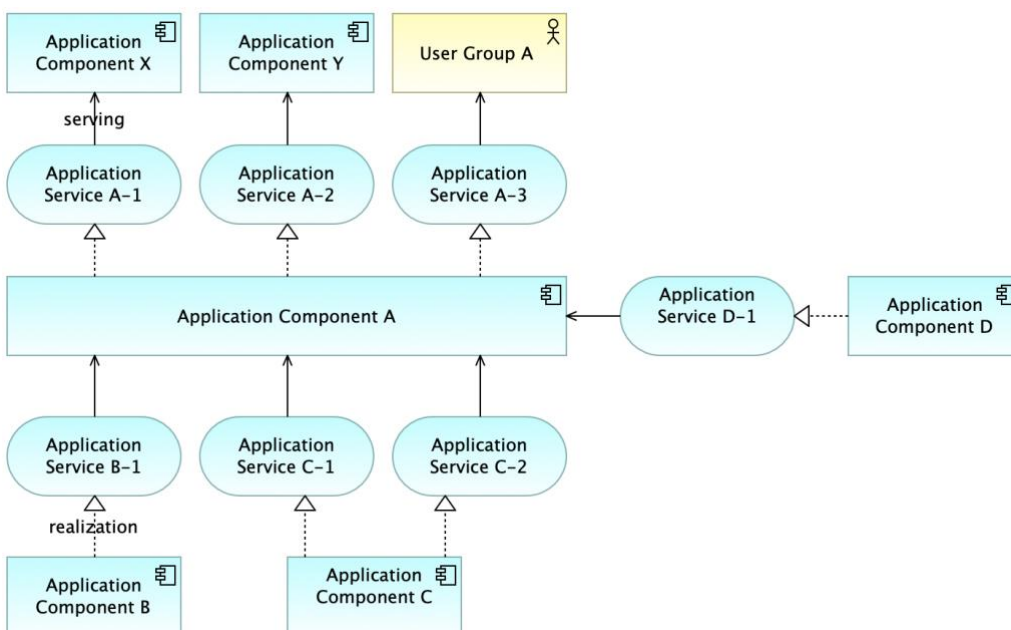 Application
Component X
Application
Component Y
User Group A
serving
Application
Service A-1
Application
Service A-2
Application
Service A-3
Application Component A
Application
Service D-1
Application
Component D
Application
Service B-1
Application
Service C-1
Application
Service C-2
realization
Application
Component B
Application
Component C